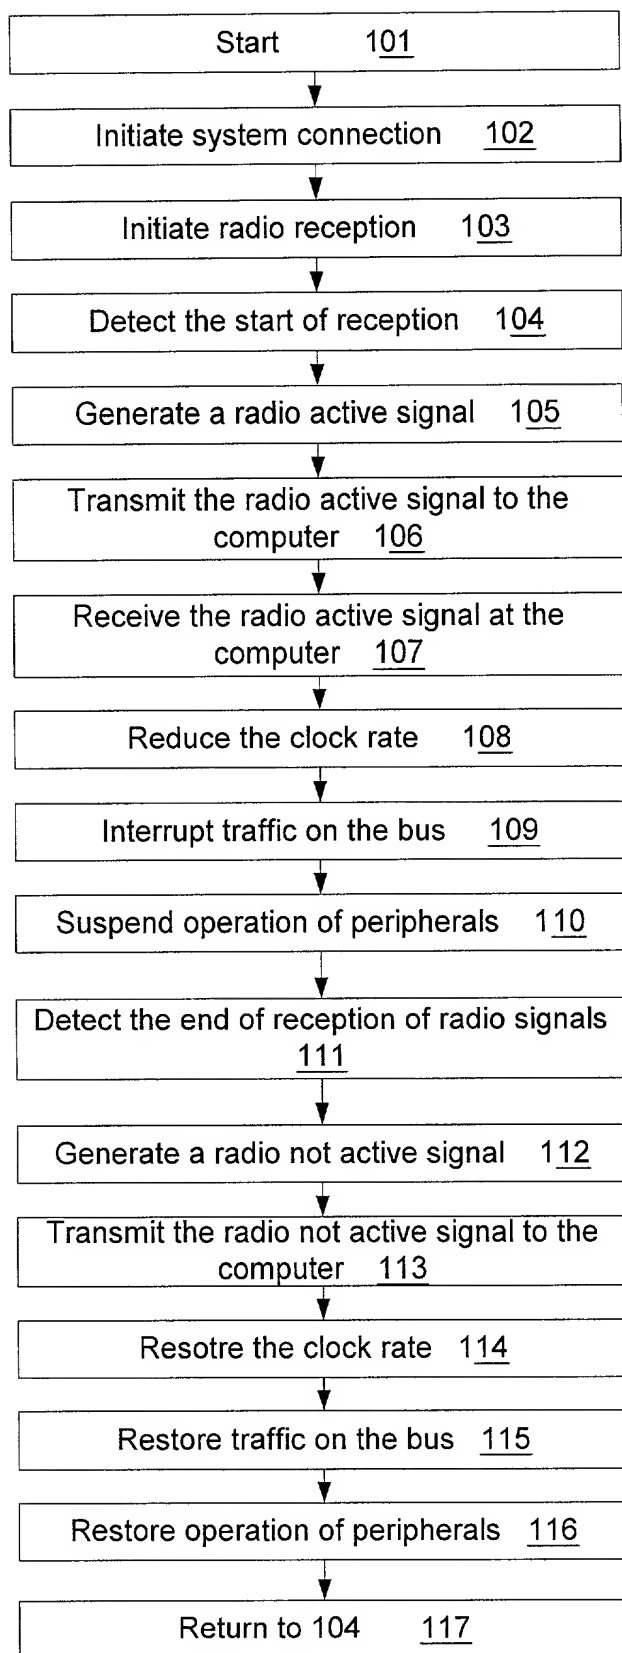 Start 101
Initiate system connection 102
Initiate radio reception 103
Detect the start of reception 104
Generate a radio active signal 105
Transmit the radio active signal to the
computer 106
Receive the radio active signal at the
computer 107
Reduce the clock rate 108
Interrupt traffic on the bus 109
Suspend operation of peripherals 110
Detect the end of reception of radio signals
111
Generate a radio not active signal 112
Transmit the radio not active signal to the
computer 113
Resotre the clock rate 114
Restore traffic on the bus 115
Restore operation of peripherals 116
Return to 104 117